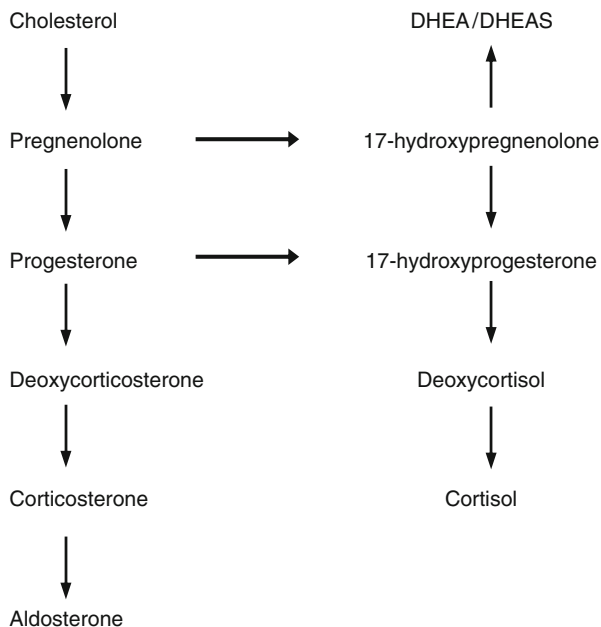 Cholesterol
DHEA/DHEAS
Pregnenolone
17-hydroxypregnenolone
Progesterone
17-hydroxyprogesterone
Deoxycorticosterone
Deoxycortisol
Corticosterone
Cortisol
Aldosterone